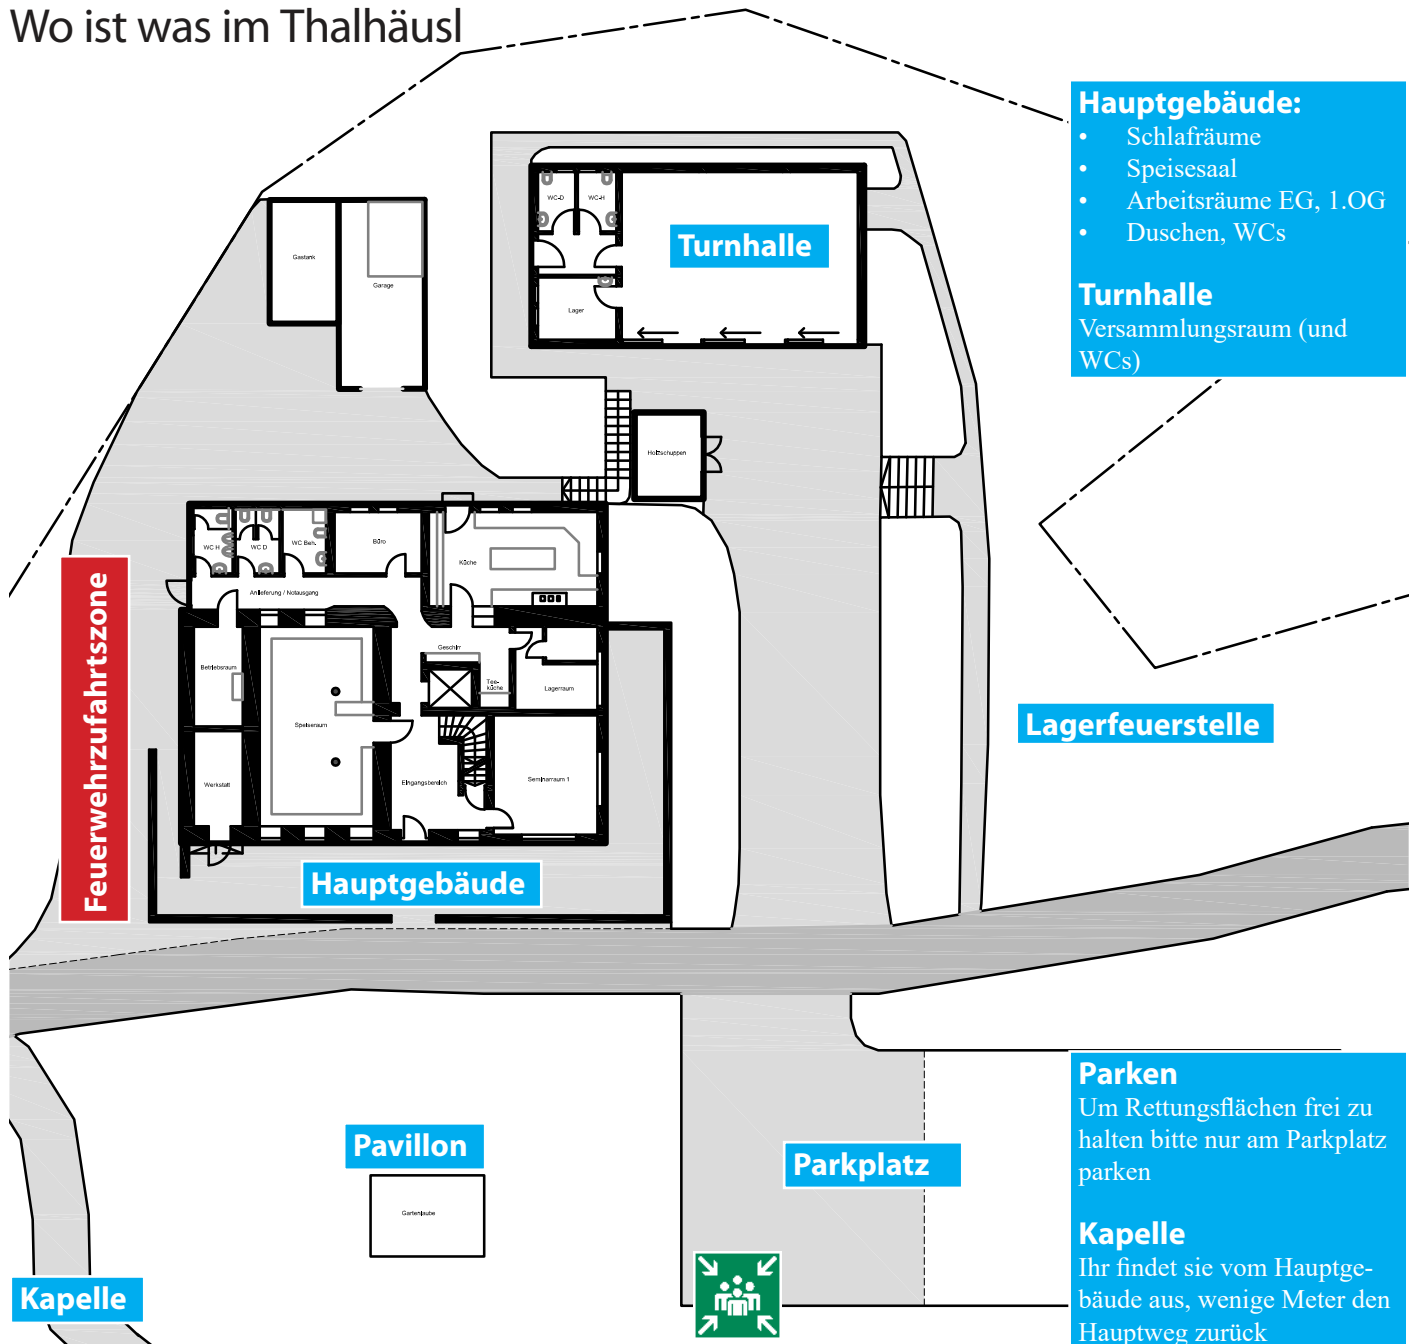 Wo ist was im Thalhäusl
Hauptgebäude:
• Schlafräume
• Speisesaal
• Arbeitsräume EG, 1.OG
• Duschen, WCs
Turnhalle
Versammlungsraum (und
WCs)
WC-D
WC-H
Turnhalle
Lager
Gastank
Garage
Holzschuppen
WC H
WC D
WC Beh.
Büro
Küche
Anlieferung / Notausgang
Feuerwehrzufahrtszone
Betriebsraum
Geschirr
Tee-
küche
Lagerraum
Speiseraum
Werkstatt
Eingangsbereich
Seminarraum 1
Lagerfeuerstelle
Hauptgebäude
Pavillon
Gartenlaube
Parkplatz
Kapelle
Parken
Um Rettungsflächen frei zu
halten bitte nur am Parkplatz
parken
Kapelle
Ihr findet sie vom Hauptge-
bäude aus, wenige Meter den
Hauptweg zurück